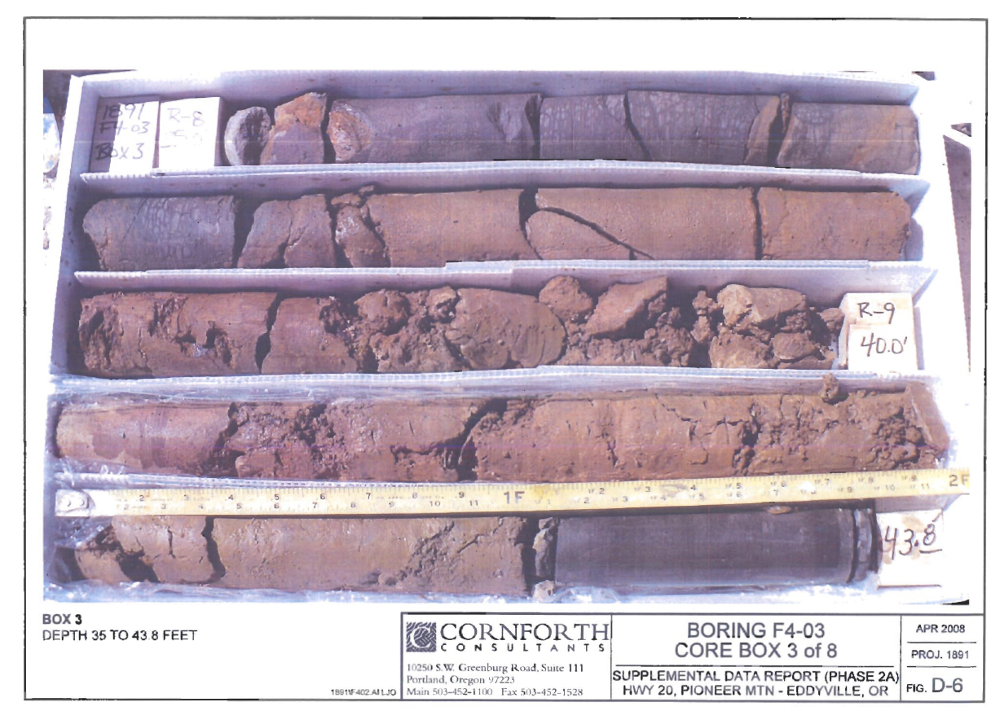 1891
F4-03
BOX 3
R-8
R-9
40.0'
1F
2F
43.8
BOX 3
DEPTH 35 TO 43.8 FEET
18911F402.AI LJO
CORNFORTH
CONSULTANTS
10250 S.W. Greenburg Road, Suite 111
Portland, Oregon 97223
Main 503-452-1100 Fax 503-452-1528
BORING F4-03
CORE BOX 3 of 8
SUPPLEMENTAL DATA REPORT (PHASE 2A)
HWY 20, PIONEER MTN - EDDYVILLE, OR
APR 2008
PROJ. 1891
FIG. D-6